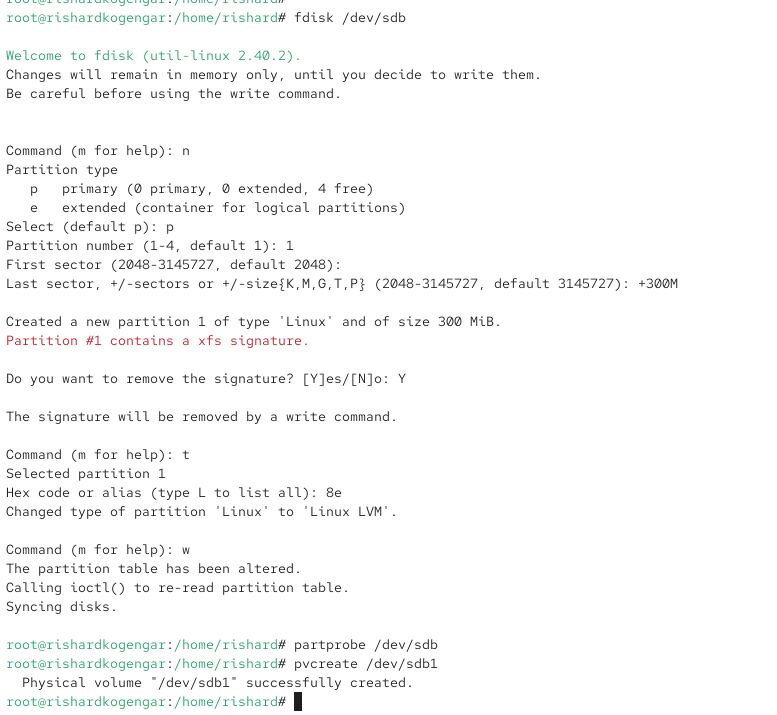 root@rishardkogengar:/home/rishard# fdisk /dev/sdb
Welcome to fdisk (util-linux 2.40.2).
Changes will remain in memory only, until you decide to write them.
Be careful before using the write command.
Command (m for help): n
Partition type
   p   primary (0 primary, 0 extended, 4 free)
   e   extended (container for logical partitions)
Select (default p): p
Partition number (1-4, default 1): 1
First sector (2048-3145727, default 2048):
Last sector, +/-sectors or +/-size{K,M,G,T,P} (2048-3145727, default 3145727): +300M
Created a new partition 1 of type 'Linux' and of size 300 MiB.
Partition #1 contains a xfs signature.
Do you want to remove the signature? [Y]es/[N]o: Y
The signature will be removed by a write command.
Command (m for help): t
Selected partition 1
Hex code or alias (type L to list all): 8e
Changed type of partition 'Linux' to 'Linux LVM'.
Command (m for help): w
The partition table has been altered.
Calling ioctl() to re-read partition table.
Syncing disks.
root@rishardkogengar:/home/rishard# partprobe /dev/sdb
root@rishardkogengar:/home/rishard# pvcreate /dev/sdb1
  Physical volume "/dev/sdb1" successfully created.
root@rishardkogengar:/home/rishard#